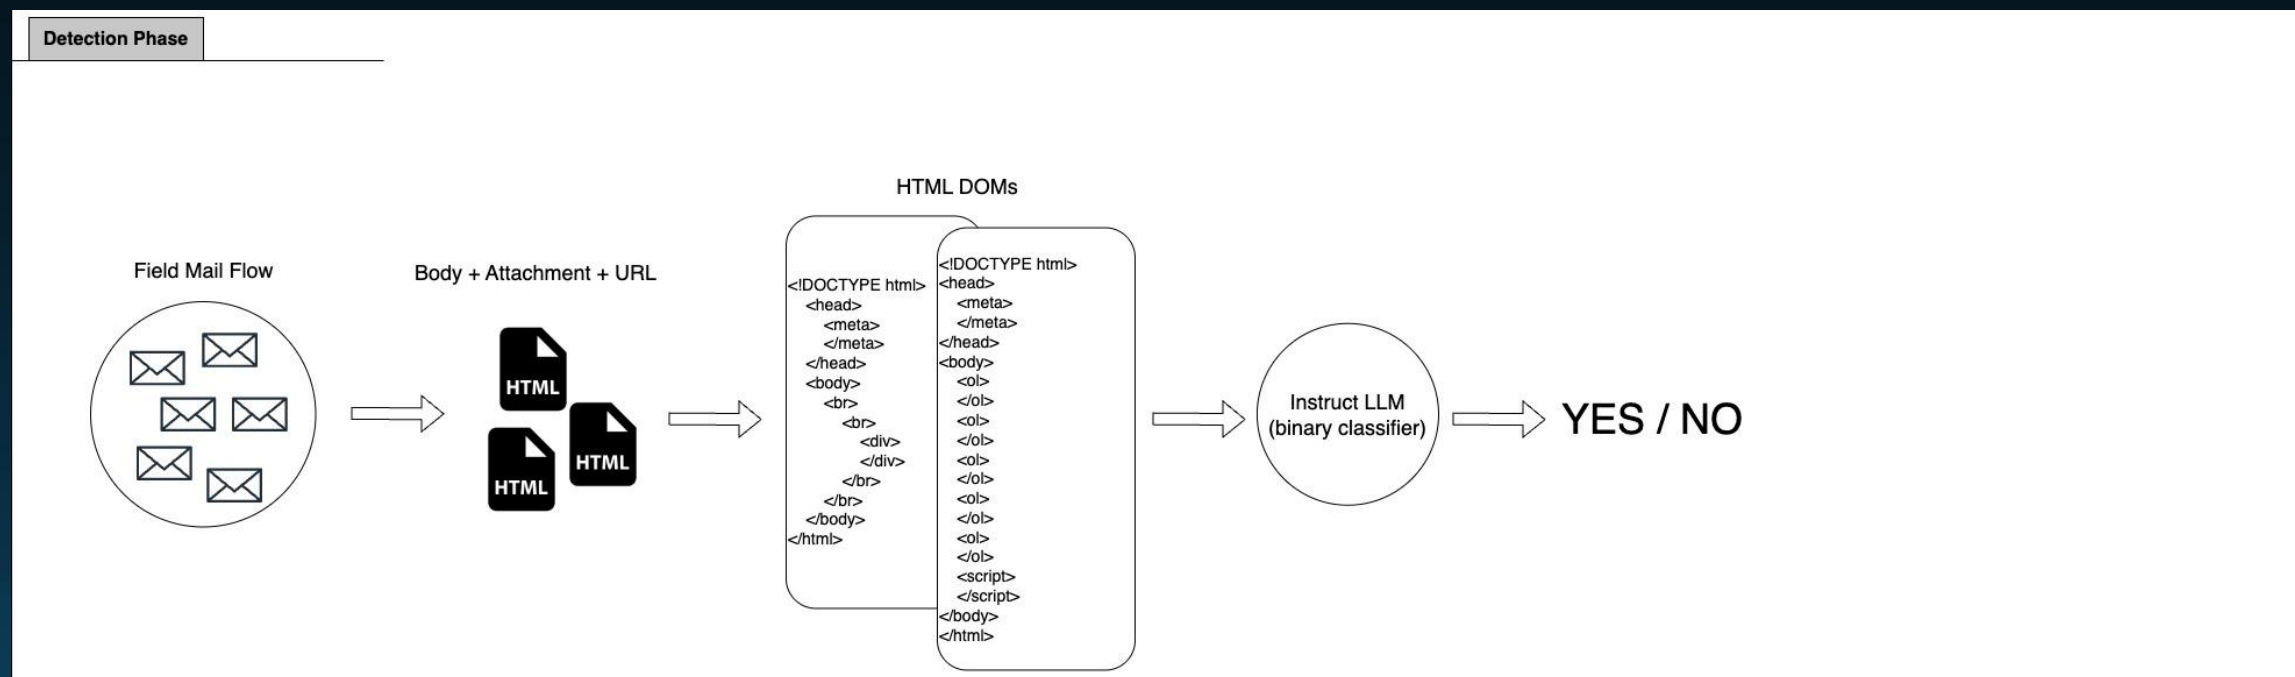 Detection Phase
HTML DOMs
Field Mail Flow
Body + Attachment + URL
HTML
HTML
HTML
<!DOCTYPE html>
<head>
<meta>
</meta>
</head>
<body>
<br>
<br>
<div>
</div>
</br>
</br>
</body>
</html>
<!DOCTYPE html>
<head>
<meta>
</meta>
</head>
<body>
<ol>
</ol>
<ol>
</ol>
<ol>
</ol>
<ol>
</ol>
<ol>
</ol>
<script>
</script>
</body>
</html>
Instruct LLM
(binary classifier)
YES / NO